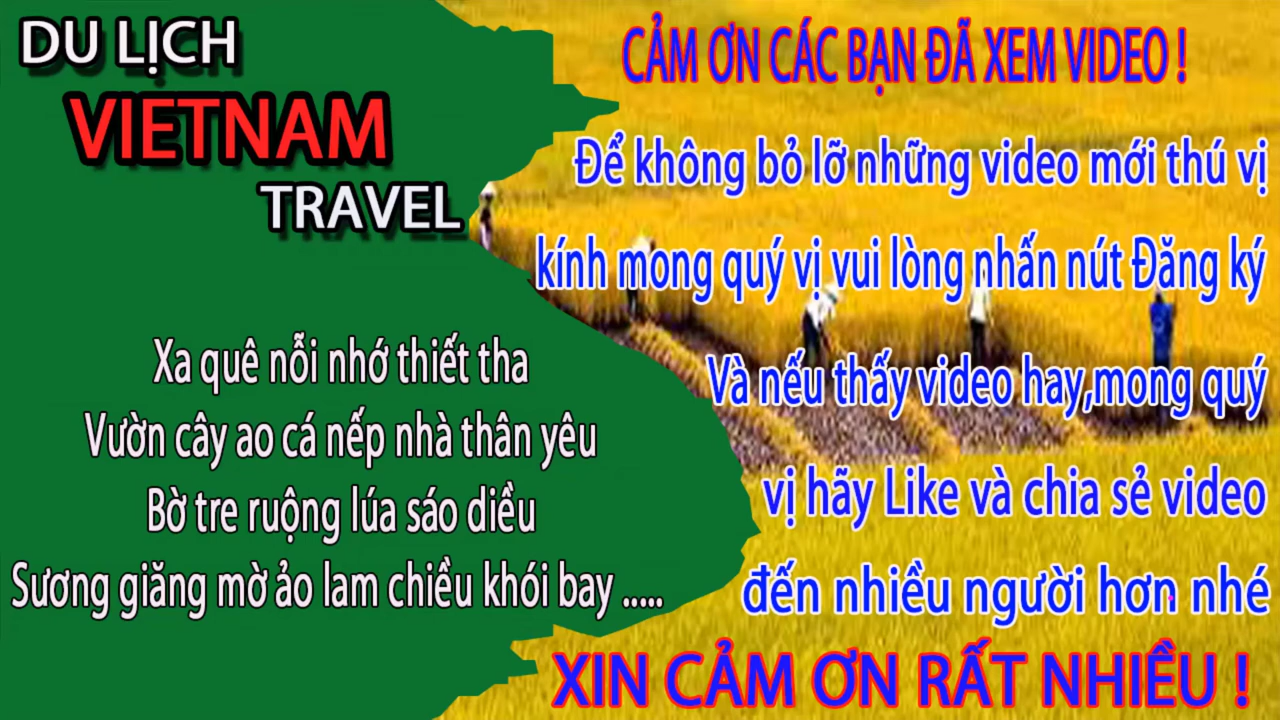 DU LỊCH
VIETNAM
TRAVEL
Xa quê nỗi nhớ thiết tha
Vườn cây ao cá nếp nhà thân yêu
Bờ tre ruộng lúa sáo diều
Sương giăng mờ ảo lam chiều khói bay .....
CẢM ƠN CÁC BẠN ĐÃ XEM VIDEO !
Để không bỏ lỡ những video mới thú vị
kính mong quý vị vui lòng nhấn nút Đăng ký
Và nếu thấy video hay,mong quý
vị hãy Like và chia sẻ video
đến nhiều người hơn nhé
XIN CẢM ƠN RẤT NHIỀU !